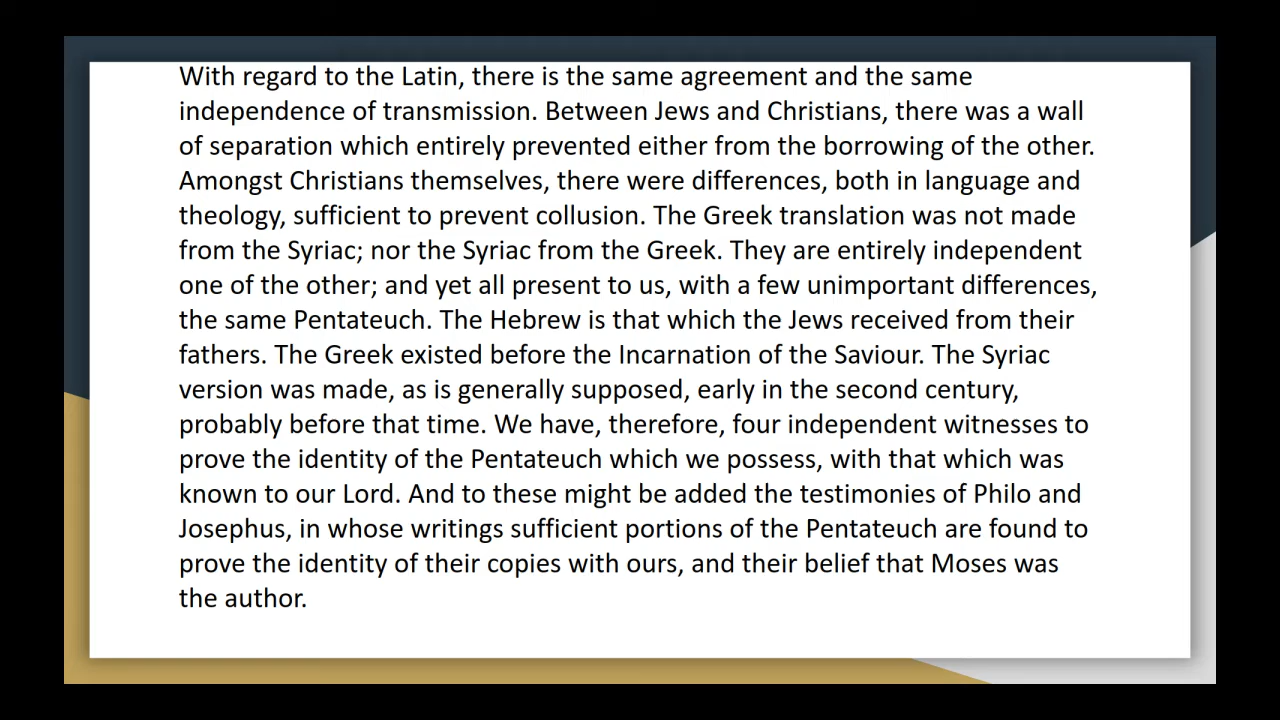 With regard to the Latin, there is the same agreement and the same
independence of transmission. Between Jews and Christians, there was a wall
of separation which entirely prevented either from the borrowing of the other.
Amongst Christians themselves, there were differences, both in language and
theology, sufficient to prevent collusion. The Greek translation was not made
from the Syriac; nor the Syriac from the Greek. They are entirely independent
one of the other; and yet all present to us, with a few unimportant differences,
the same Pentateuch. The Hebrew is that which the Jews received from their
fathers. The Greek existed before the Incarnation of the Saviour. The Syriac
version was made, as is generally supposed, early in the second century,
probably before that time. We have, therefore, four independent witnesses to
prove the identity of the Pentateuch which we possess, with that which was
known to our Lord. And to these might be added the testimonies of Philo and
Josephus, in whose writings sufficient portions of the Pentateuch are found to
prove the identity of their copies with ours, and their belief that Moses was
the author.